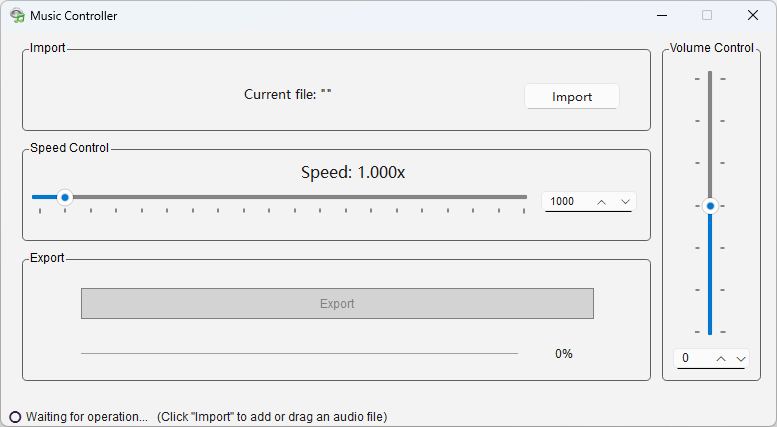 Music Controller
Import
Current file: ""
Import
Speed Control
Speed: 1.000x
1000
Export
Export
0%
Volume Control
0
Waiting for operation... (Click "Import" to add or drag an audio file)